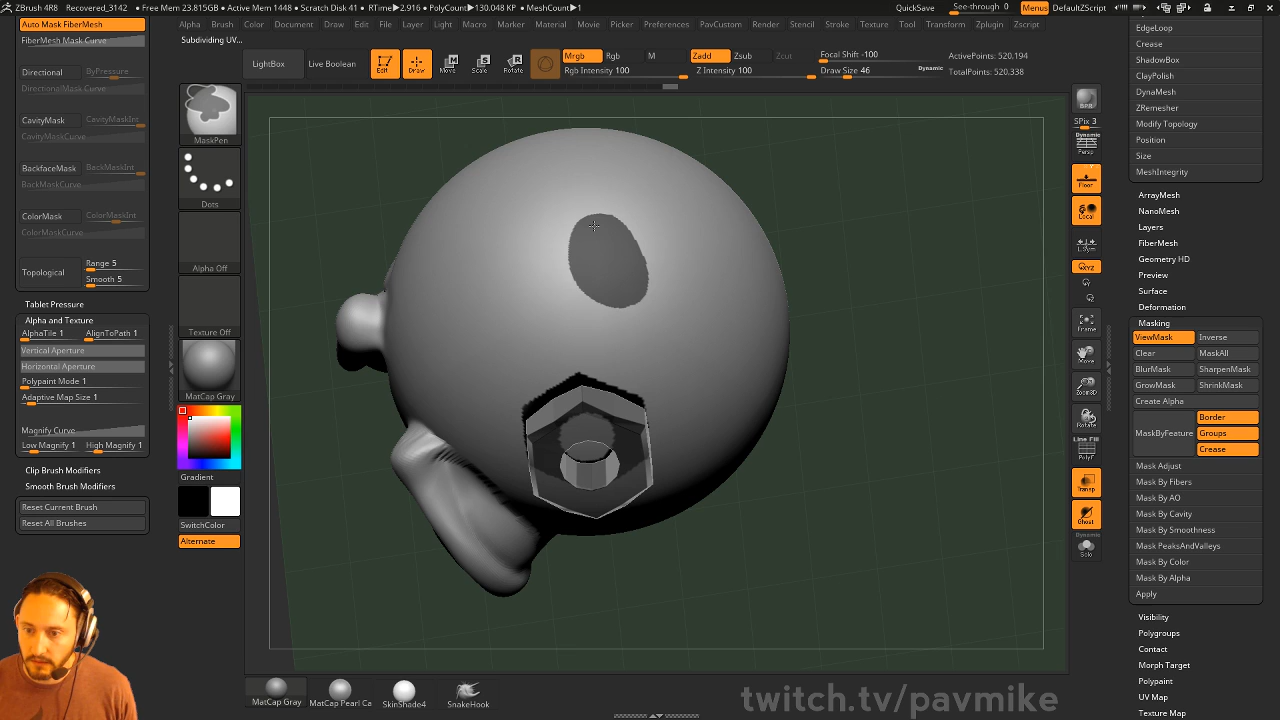 ZBrush 4R8 Recovered_3142 • Free Mem 23.815GB • Active Mem 1448 • Scratch Disk 41 • RTime▶2.916 • PolyCount▶130.048 KP • MeshCount▶1
QuickSave See-through 0 Menus DefaultZScript
Alpha Brush Color Document Draw Edit File Layer Light Macro Marker Material Movie Picker Preferences PavCustom Render Stencil Stroke Texture Tool Transform Zplugin Zscript
Subdividing UV...
LightBox
Live Boolean
Edit
Draw
Move
Scale
Rotate
Mrgb Rgb M
Rgb Intensity 100
Zadd Zsub Zcut
Z Intensity 100
Focal Shift -100
Draw Size 46
Dynamic
ActivePoints: 520.194
TotalPoints: 520.338
Auto Mask FiberMesh
FiberMesh Mask Curve
Directional ByPressure
DirectionalMask Curve
CavityMask CavityMaskInt
CavityMaskCurve
BackfaceMask BackMaskInt
BackMaskCurve
ColorMask ColorMaskInt
ColorMaskCurve
Topological
Range 5
Smooth 5
Tablet Pressure
Alpha and Texture
AlphaTile 1 AlignToPath 1
Vertical Aperture
Horizontal Aperture
Polypaint Mode 1
Adaptive Map Size 1
Magnify Curve
Low Magnify 1 High Magnify 1
Clip Brush Modifiers
Smooth Brush Modifiers
Reset Current Brush
Reset All Brushes
MaskPen
Dots
Alpha Off
Texture Off
MatCap Gray
Gradient
SwitchColor
Alternate
BPR
SPix 3
Dynamic
Persp
Floor
Local
L.Sym
XYZ
Frame
Move
Zoom3D
Rotate
Line Fill
PolyF
Transp
Ghost
Dynamic
Solo
EdgeLoop
Crease
ShadowBox
ClayPolish
DynaMesh
ZRemesher
Modify Topology
Position
Size
MeshIntegrity
ArrayMesh
NanoMesh
Layers
FiberMesh
Geometry HD
Preview
Surface
Deformation
Masking
ViewMask Inverse
Clear MaskAll
BlurMask SharpenMask
GrowMask ShrinkMask
Create Alpha
MaskByFeature
Border
Groups
Crease
Mask Adjust
Mask By Fibers
Mask By AO
Mask By Cavity
Mask By Smoothness
Mask PeaksAndValleys
Mask By Color
Mask By Alpha
Apply
Visibility
Polygroups
Contact
Morph Target
Polypaint
UV Map
Texture Map
MatCap Gray
MatCap Pearl Ca
SkinShade4
SnakeHook
twitch.tv/pavmike